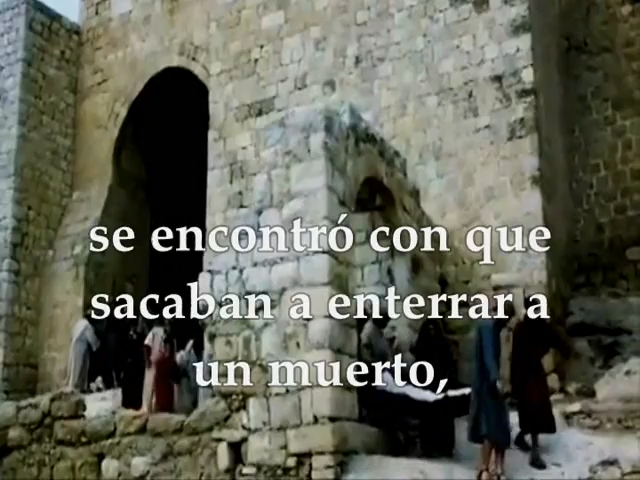 se encontró con que
sacaban a enterrar a
un muerto,